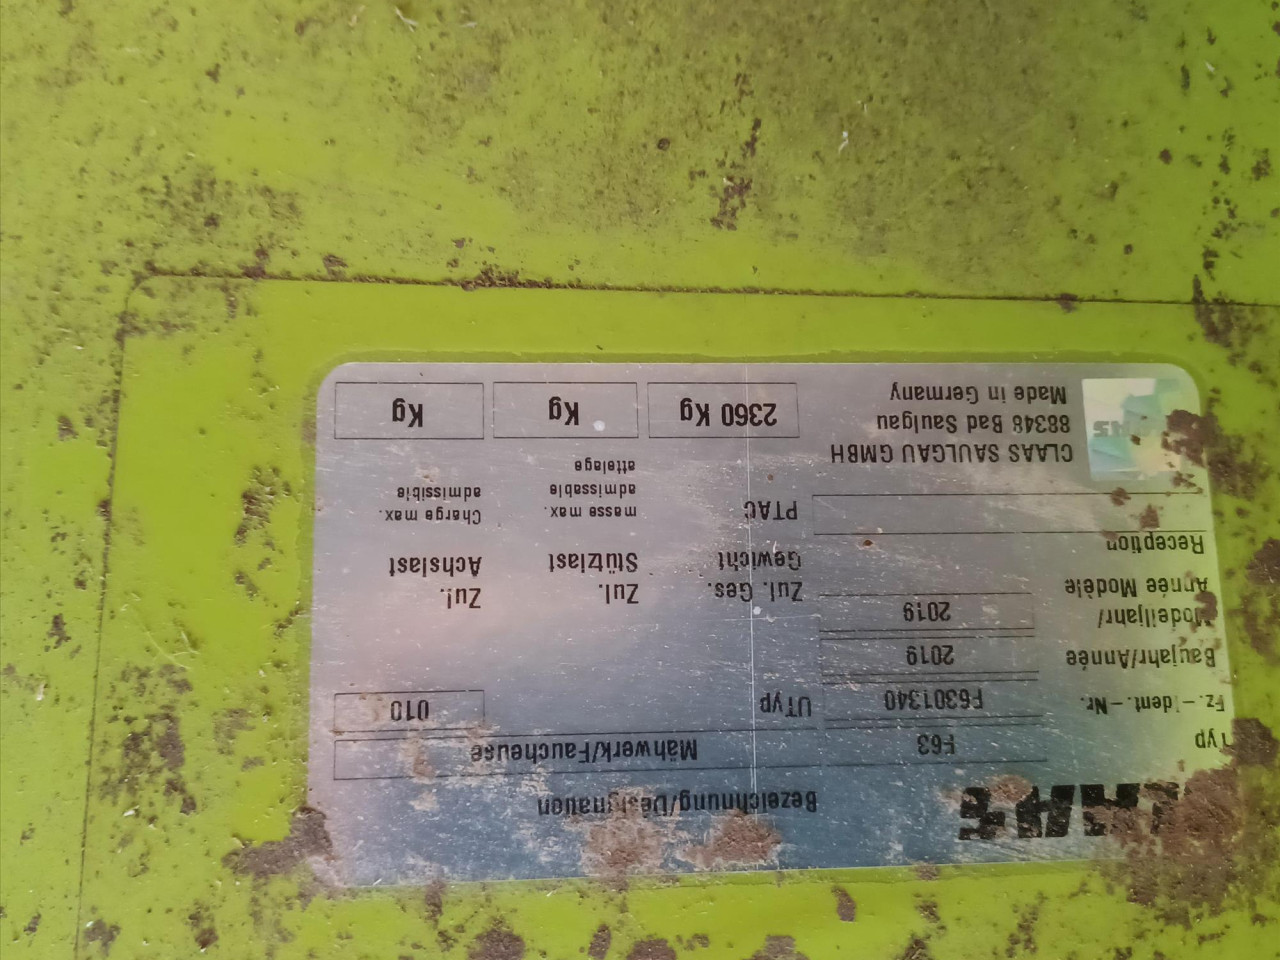 CLAAS
Bezeichnung/Désignation
Typ F63 Mähwerk/Faucheuse
Fz.-Ident.-Nr. F6301340 UTyp 010
Baujahr/Année 2019
Modelljahr/ 2019
Année Modèle
Zul. Ges. Zul. Zul.
Gewicht Stützlast Achslast
Reception
PTAC masse max. Charge max.
admissable admissible
attelage
CLAAS SAULGAU GMBH
88348 Bad Saulgau
Made in Germany
2360 Kg Kg Kg